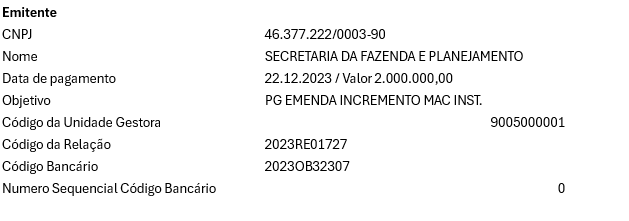 Emitente
CNPJ 46.377.222/0003-90
Nome SECRETARIA DA FAZENDA E PLANEJAMENTO
Data de pagamento 22.12.2023 / Valor 2.000.000,00
Objetivo PG EMENDA INCREMENTO MAC INST.
Código da Unidade Gestora 9005000001
Código da Relação 2023RE01727
Código Bancário 2023OB32307
Numero Sequencial Código Bancário 0